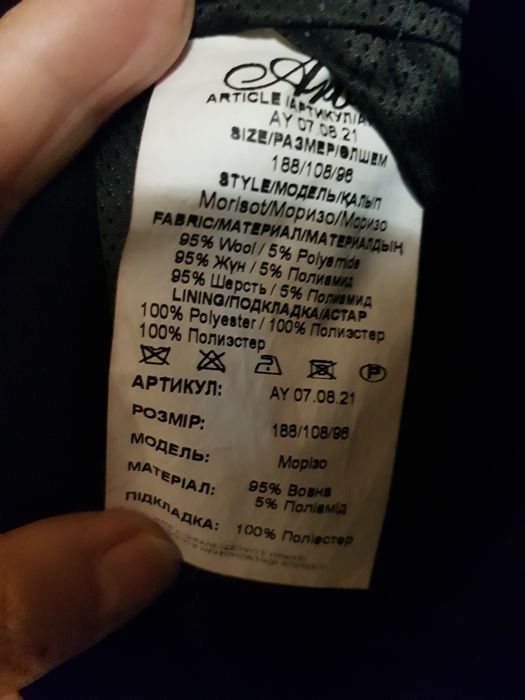 ARTICLE /АРТИКУЛ/А
AY 07.08.21
SIZE/РАЗМЕР/ӨЛШЕМ
188/108/96
STYLE/МОДЕЛЬ/ҚАЛЫП
Morisot/Моризо/Моризо
FABRIC/МАТЕРИАЛ/МАТЕРИАЛДЫҢ
95% Wool / 5% Polyamide
95% Жүн / 5% Полиамид
95% Шерсть / 5% Полиамид
LINING/ПОДКЛАДКА/АСТАР
100% Polyester / 100% Полиэстер
100% Полиэстер
P
АРТИКУЛ: AY 07.08.21
РОЗМІР: 188/108/96
МОДЕЛЬ: Морізо
МАТЕРІАЛ: 95% Вовна
5% Поліамід
ПІДКЛАДКА: 100% Поліестер